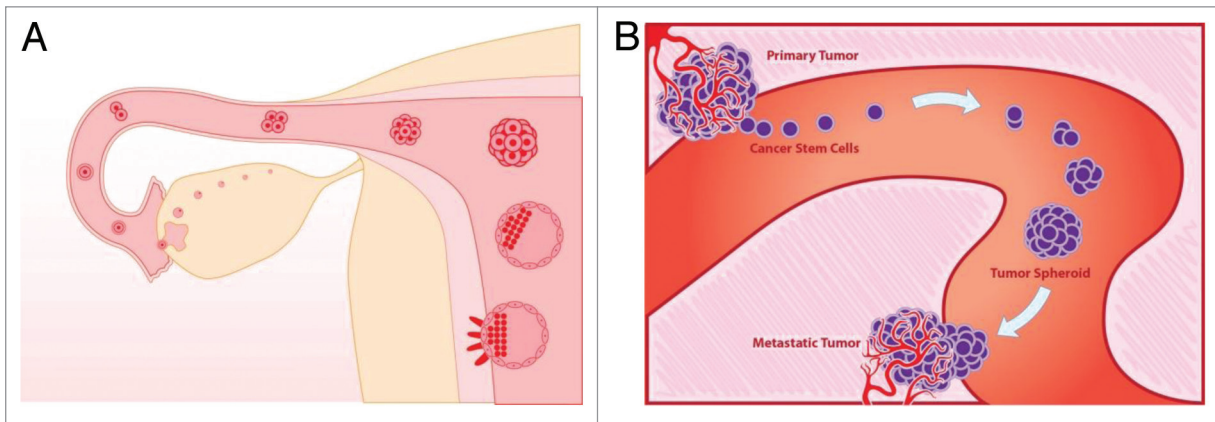 A
B
Primary Tumor
Cancer Stem Cells
Tumor Spheroid
Metastatic Tumor